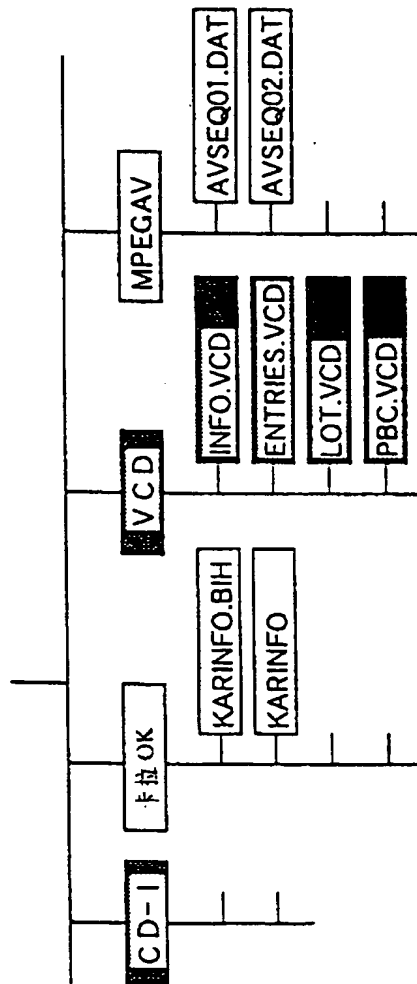 CD-I
卡拉OK
KARINFO.BIH
KARINFO
VCD
INFO.VCD
ENTRIES.VCD
LOT.VCD
PBC.VCD
MPEGAV
AVSEQ01.DAT
AVSEQ02.DAT